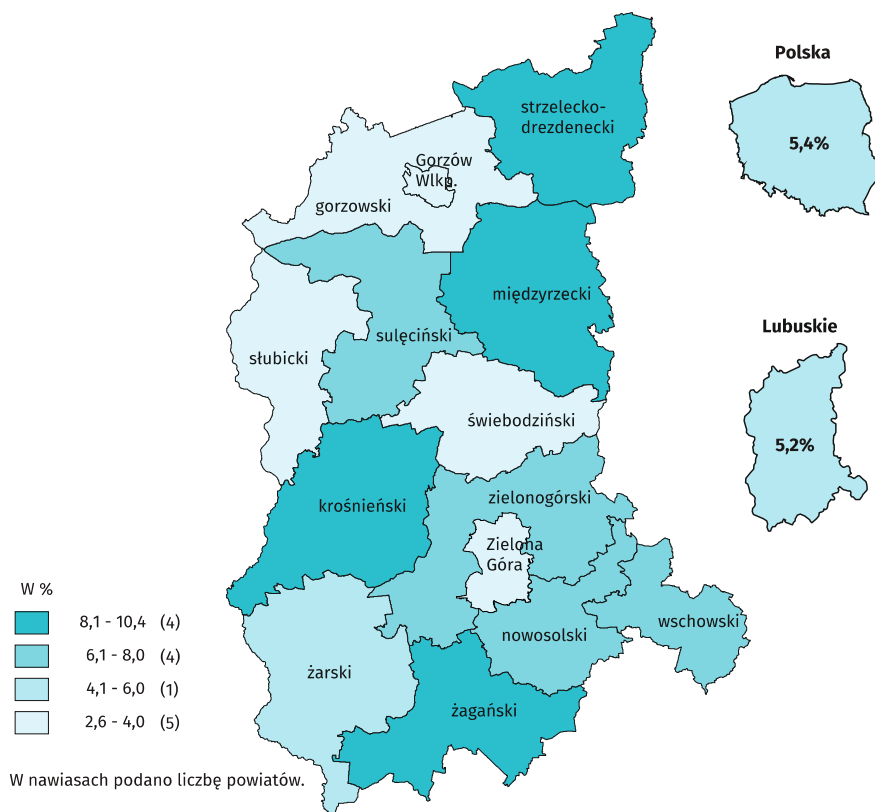 Polska
5,4%
Lubuskie
5,2%
strzelecko-
drezdenecki
Gorzów
Wlkp.
gorzowski
międzyrzecki
sulęciński
słubicki
świebodziński
zielonogórski
krośnieński
Zielona
Góra
wschowski
nowosolski
żarski
żagański
W %
8,1 - 10,4 (4)
6,1 - 8,0 (4)
4,1 - 6,0 (1)
2,6 - 4,0 (5)
W nawiasach podano liczbę powiatów.